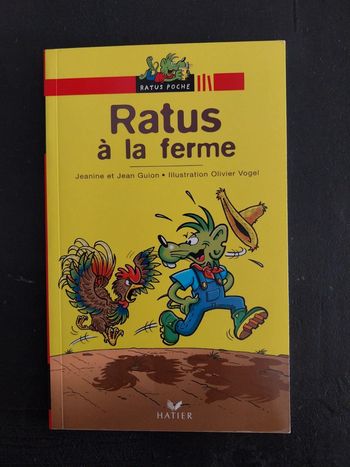 RATUS POCHE
Ratus
à la ferme
Jeanine et Jean Guion • Illustration Olivier Vogel
HATIER